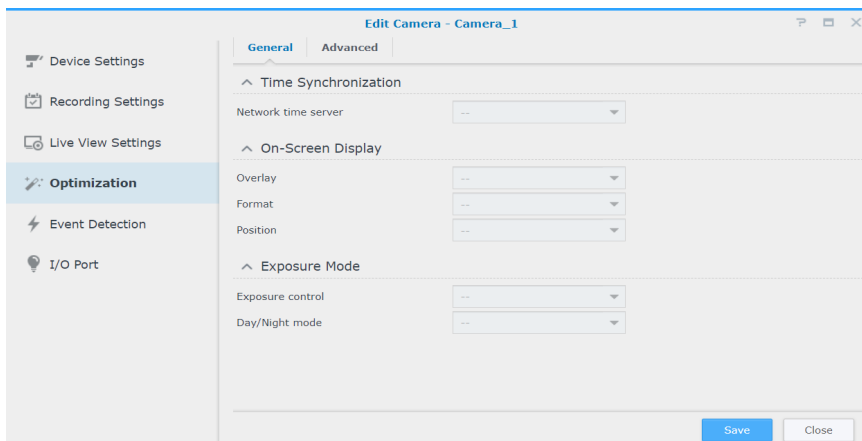 Edit Camera - Camera_1
Device Settings
Recording Settings
Live View Settings
Optimization
Event Detection
I/O Port
General Advanced
Time Synchronization
Network time server --
On-Screen Display
Overlay --
Format --
Position --
Exposure Mode
Exposure control --
Day/Night mode --
Save Close